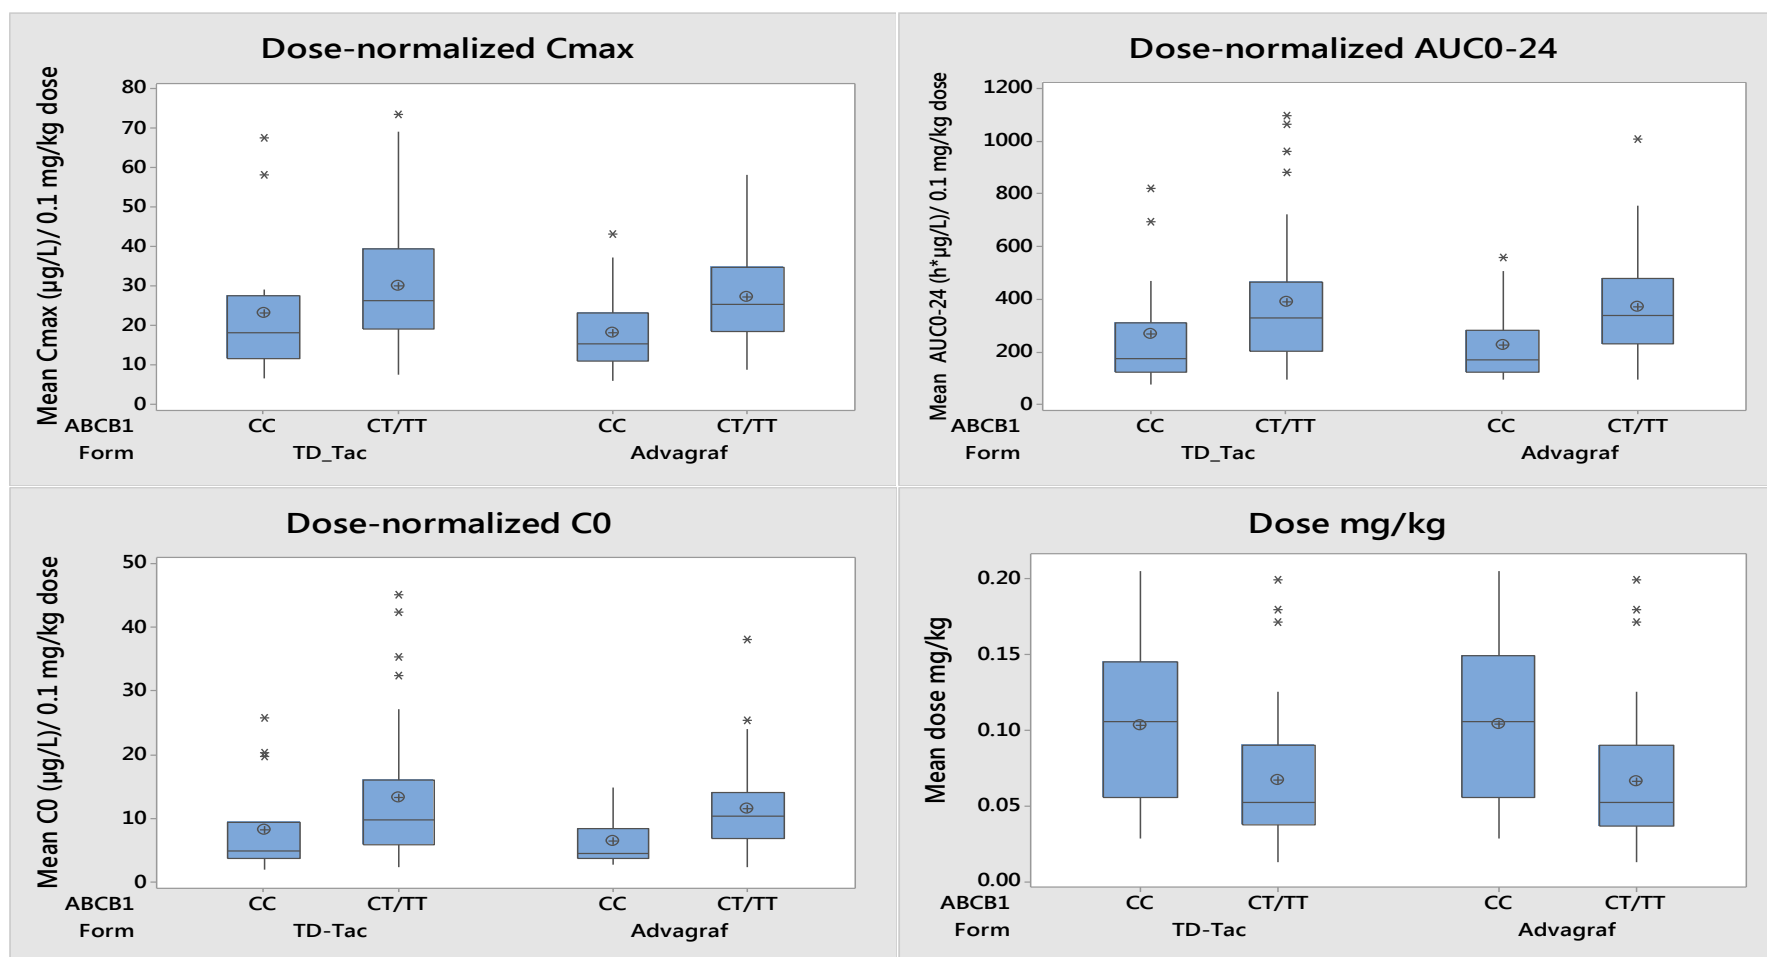 Dose-normalized Cmax
Mean Cmax (µg/L)/ 0.1 mg/kg dose
80
70
60
50
40
30
20
10
0
ABCB1 CC CT/TT CC CT/TT
Form TD_Tac Advagraf
Dose-normalized AUC0-24
Mean AUC0-24 (h*µg/L)/ 0.1 mg/kg dose
1200
1000
800
600
400
200
0
ABCB1 CC CT/TT CC CT/TT
Form TD_Tac Advagraf
Dose-normalized C0
Mean C0 (µg/L)/ 0.1 mg/kg dose
50
40
30
20
10
0
ABCB1 CC CT/TT CC CT/TT
Form TD-Tac Advagraf
Dose mg/kg
Mean dose mg/kg
0.20
0.15
0.10
0.05
0.00
ABCB1 CC CT/TT CC CT/TT
Form TD-Tac Advagraf